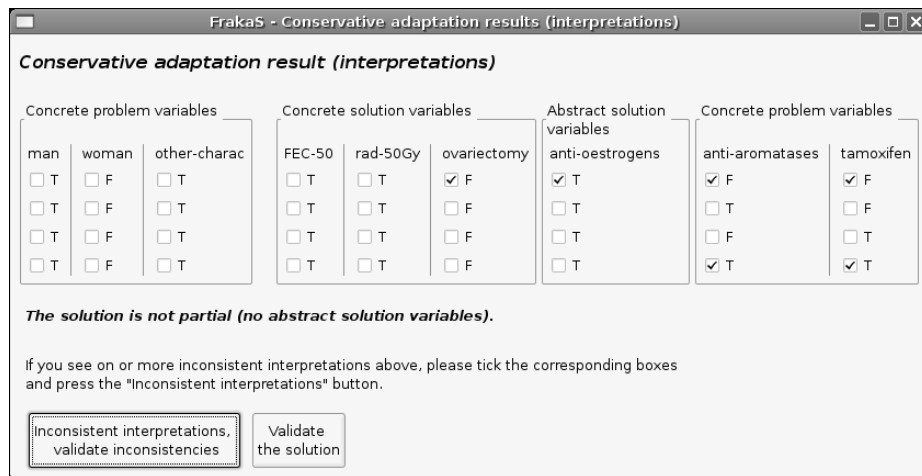 FrakaS - Conservative adaptation results (interpretations)
Conservative adaptation result (interpretations)
Concrete problem variables
Concrete solution variables
Abstract solution
variables
Concrete problem variables
man woman other-charac FEC-50 rad-50Gy ovariectomy anti-oestrogens anti-aromatases tamoxifen
T F T T T F T F F
T F T T T F T T F
T F T T T F T F T
T F T T T F T T T
The solution is not partial (no abstract solution variables).
If you see on or more inconsistent interpretations above, please tick the corresponding boxes
and press the "Inconsistent interpretations" button.
Inconsistent interpretations,
validate inconsistencies
Validate
the solution